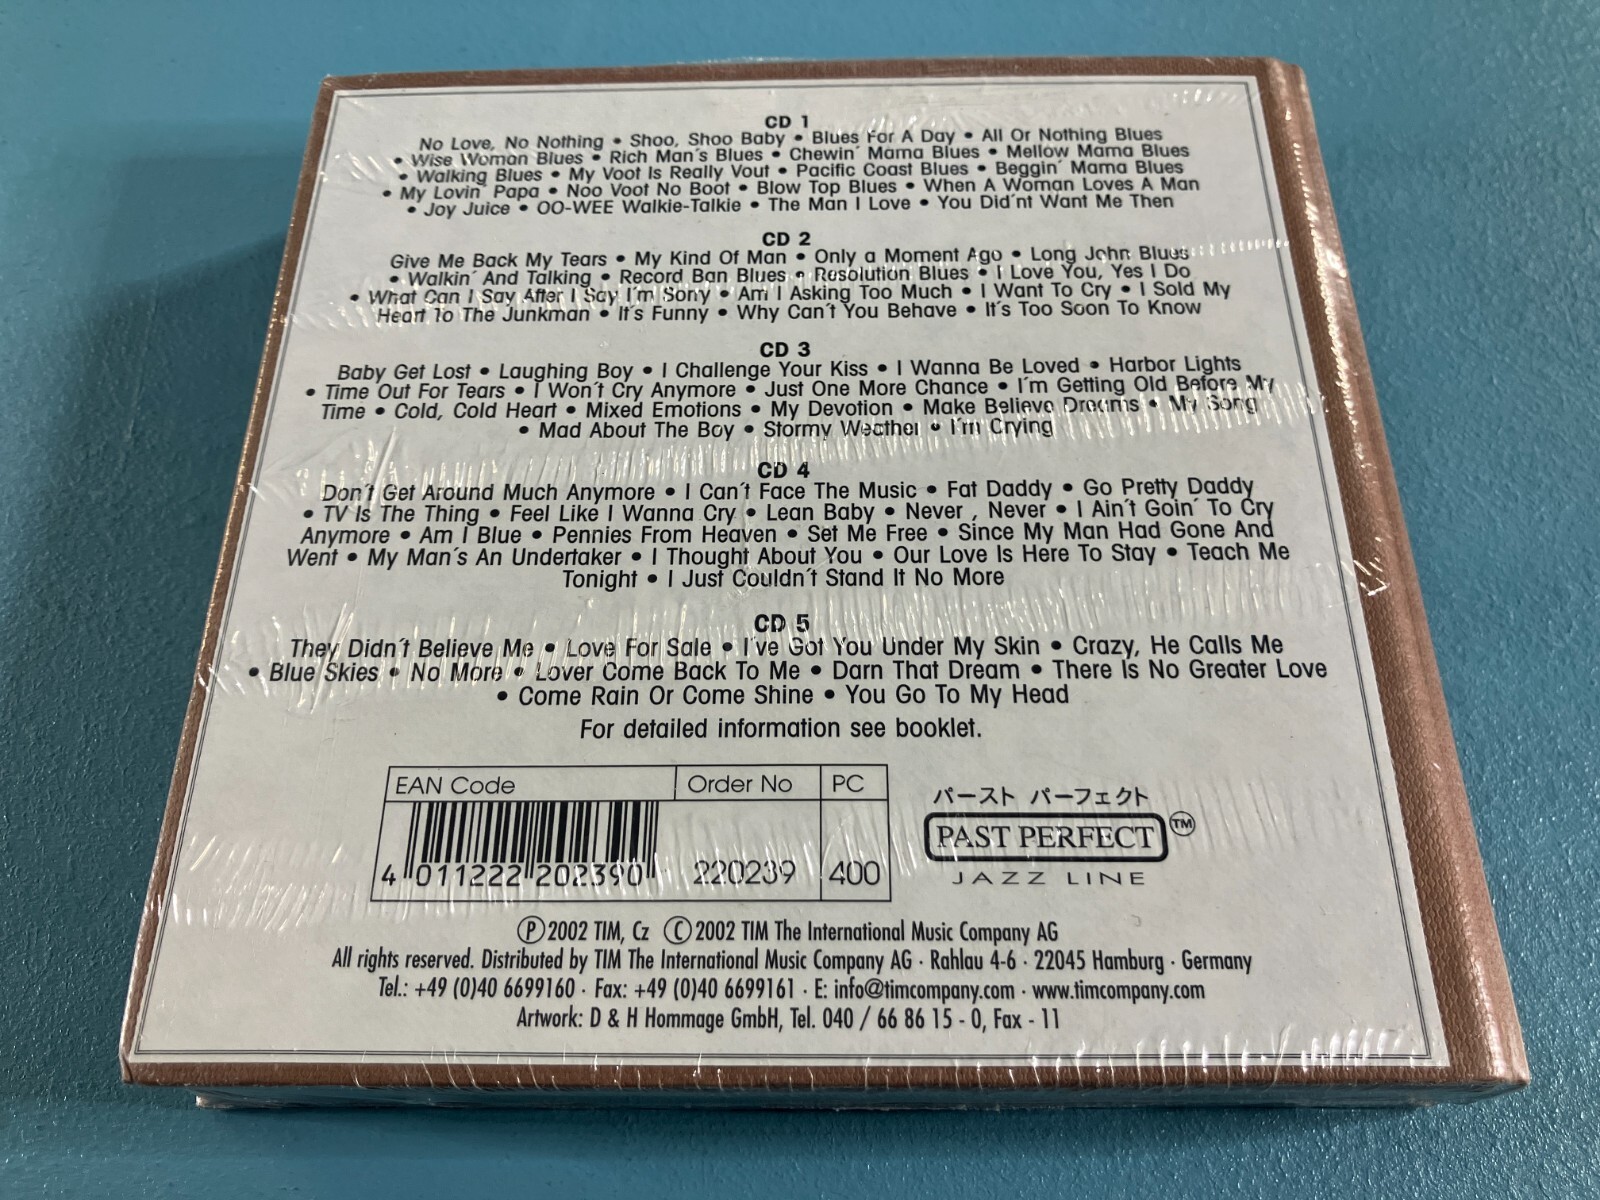 CD 1
No Love, No Nothing • Shoo, Shoo Baby • Blues For A Day • All Or Nothing Blues
• Wise Woman Blues • Rich Man´s Blues • Chewin´ Mama Blues • Mellow Mama Blues
• Walking Blues • My Voot Is Really Vout • Pacific Coast Blues • Beggin´ Mama Blues
• My Lovin´ Papa • Noo Voot No Boot • Blow Top Blues • When A Woman Loves A Man
• Joy Juice • OO-WEE Walkie-Talkie • The Man I Love • You Did´nt Want Me Then
CD 2
Give Me Back My Tears • My Kind Of Man • Only a Moment Ago • Long John Blues
• Walkin´ And Talking • Record Ban Blues • Resolution Blues • I Love You, Yes I Do
• What Can I Say After I Say I´m Sorry • Am I Asking Too Much • I Want To Cry • I Sold My
Heart To The Junkman • It´s Funny • Why Can´t You Behave • It´s Too Soon To Know
CD 3
Baby Get Lost • Laughing Boy • I Challenge Your Kiss • I Wanna Be Loved • Harbor Lights
• Time Out For Tears • I Won´t Cry Anymore • Just One More Chance • I´m Getting Old Before My
Time • Cold, Cold Heart • Mixed Emotions • My Devotion • Make Believe Dreams • My Song
• Mad About The Boy • Stormy Weather • I´m Crying
CD 4
Don´t Get Around Much Anymore • I Can´t Face The Music • Fat Daddy • Go Pretty Daddy
• TV Is The Thing • Feel Like I Wanna Cry • Lean Baby • Never , Never • I Ain´t Goin´ To Cry
Anymore • Am I Blue • Pennies From Heaven • Set Me Free • Since My Man Had Gone And
Went • My Man´s An Undertaker • I Thought About You • Our Love Is Here To Stay • Teach Me
Tonight • I Just Couldn´t Stand It No More
CD 5
They Didn´t Believe Me • Love For Sale • I´ve Got You Under My Skin • Crazy, He Calls Me
• Blue Skies • No More • Lover Come Back To Me • Darn That Dream • There Is No Greater Love
• Come Rain Or Come Shine • You Go To My Head
For detailed information see booklet.
EAN Code Order No PC
4 011222 202390 220239 400
パースト パーフェクト
PAST PERFECT TM
JAZZ LINE
Ⓟ 2002 TIM, Cz Ⓒ 2002 TIM The International Music Company AG
All rights reserved. Distributed by TIM The International Music Company AG · Rahlau 4-6 · 22045 Hamburg · Germany
Tel.: +49 (0)40 6699160 · Fax: +49 (0)40 6699161 · E: info@timcompany.com · www.timcompany.com
Artwork: D & H Hommage GmbH, Tel. 040 / 66 86 15 - 0, Fax - 11